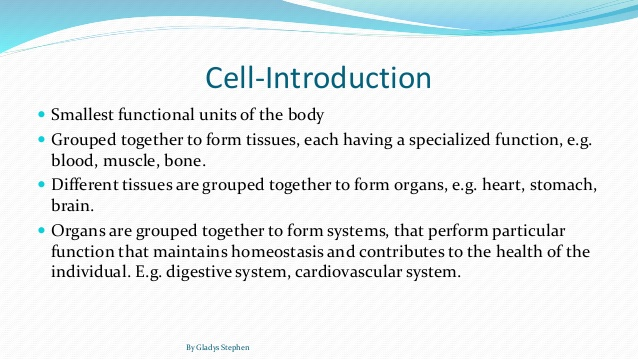 Cell-Introduction
• Smallest functional units of the body
• Grouped together to form tissues, each having a specialized function, e.g.
blood, muscle, bone.
• Different tissues are grouped together to form organs, e.g. heart, stomach,
brain.
• Organs are grouped together to form systems, that perform particular
function that maintains homeostasis and contributes to the health of the
individual. E.g. digestive system, cardiovascular system.
By Gladys Stephen